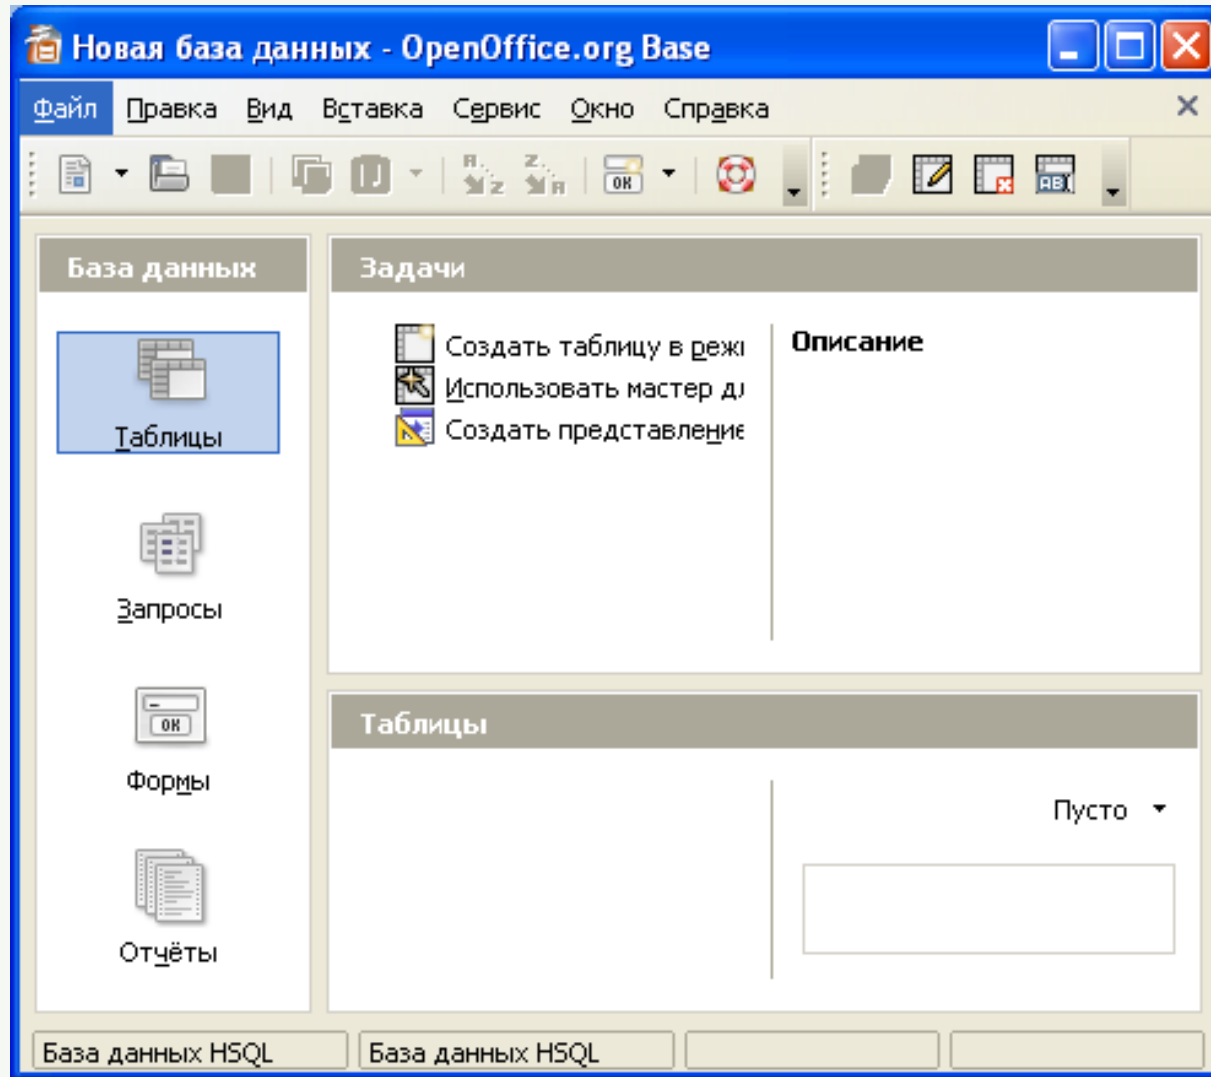 Новая база данных - OpenOffice.org Base
Файл Правка Вид Вставка Сервис Окно Справка
База данных
Задачи
Создать таблицу в режи
Использовать мастер дл
Создать представление
Описание
Таблицы
Запросы
Формы
Отчёты
Таблицы
Пусто
База данных HSQL
База данных HSQL